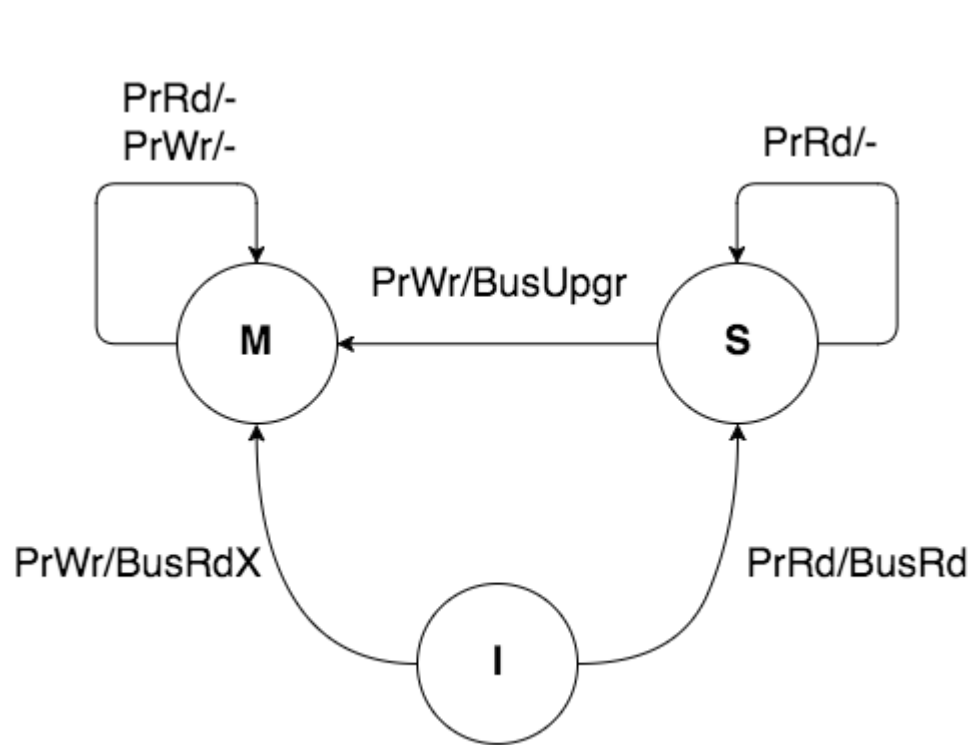 PrRd/-
PrWr/-
PrRd/-
PrWr/BusUpgr
M
S
PrWr/BusRdX
PrRd/BusRd
I